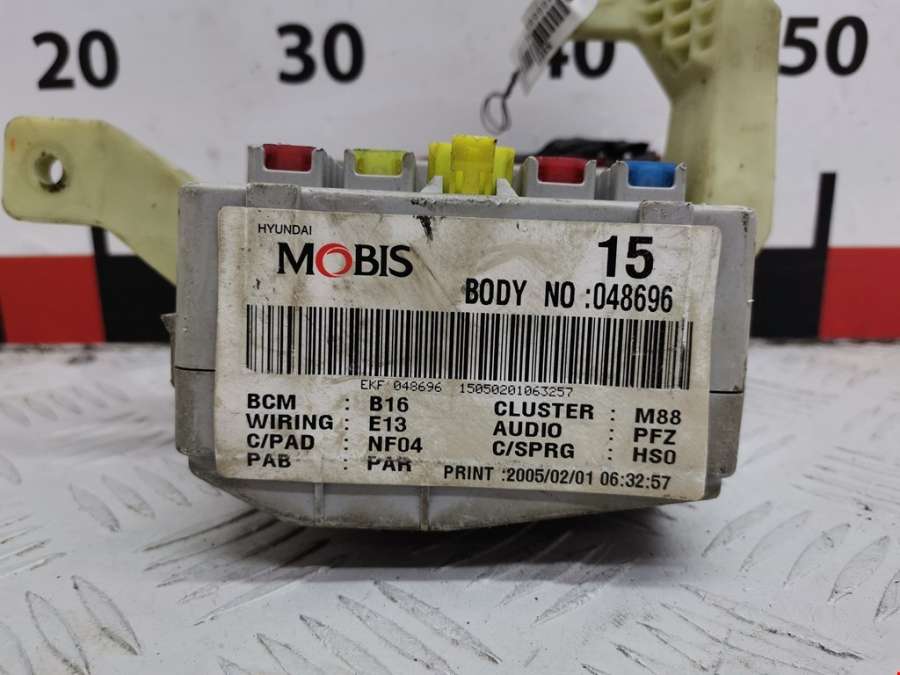 20 30 40 50
HYUNDAI
MOBIS 15
BODY NO :048696
EKF 048696 15050201063257
BCM : B16 CLUSTER : M88
WIRING : E13 AUDIO : PFZ
C/PAD : NF04 C/SPRG : HS0
PAB : PAR PRINT :2005/02/01 06:32:57